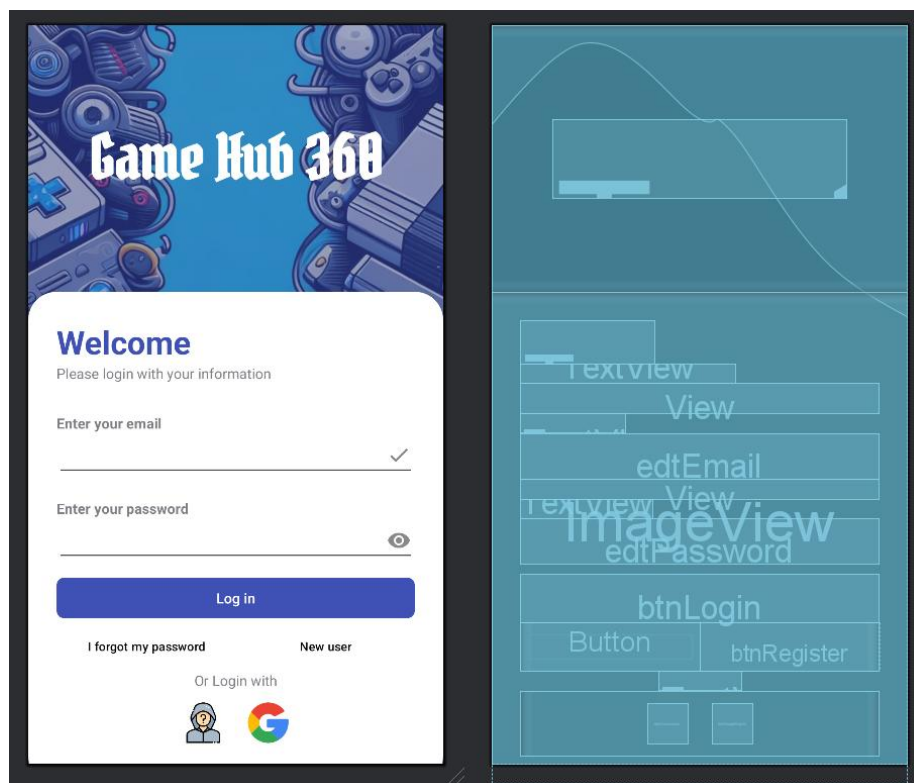 Game Hub 360
Welcome
Please login with your information
Enter your email
Enter your password
Log in
I forgot my password
New user
Or Login with
TextView
View
edtEmail
View
TextView
ImageView
edtPassword
btnLogin
Button
btnRegister